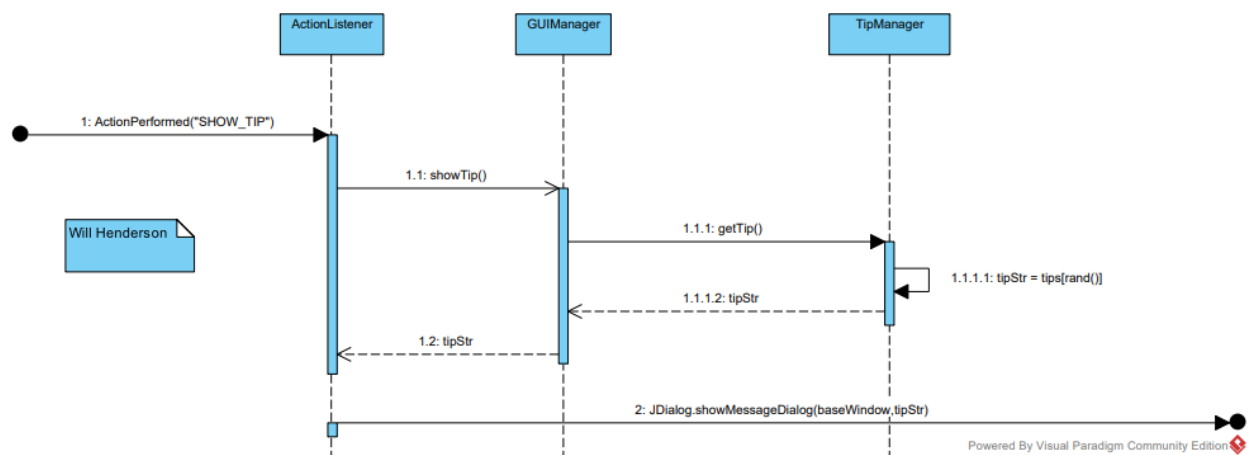 ActionListener
GUIManager
TipManager
1: ActionPerformed("SHOW_TIP")
1.1: showTip()
Will Henderson
1.1.1: getTip()
1.1.1.1: tipStr = tips[rand()]
1.1.1.2: tipStr
1.2: tipStr
2: JDialog.showMessageDialog(baseWindow,tipStr)
Powered By Visual Paradigm Community Edition